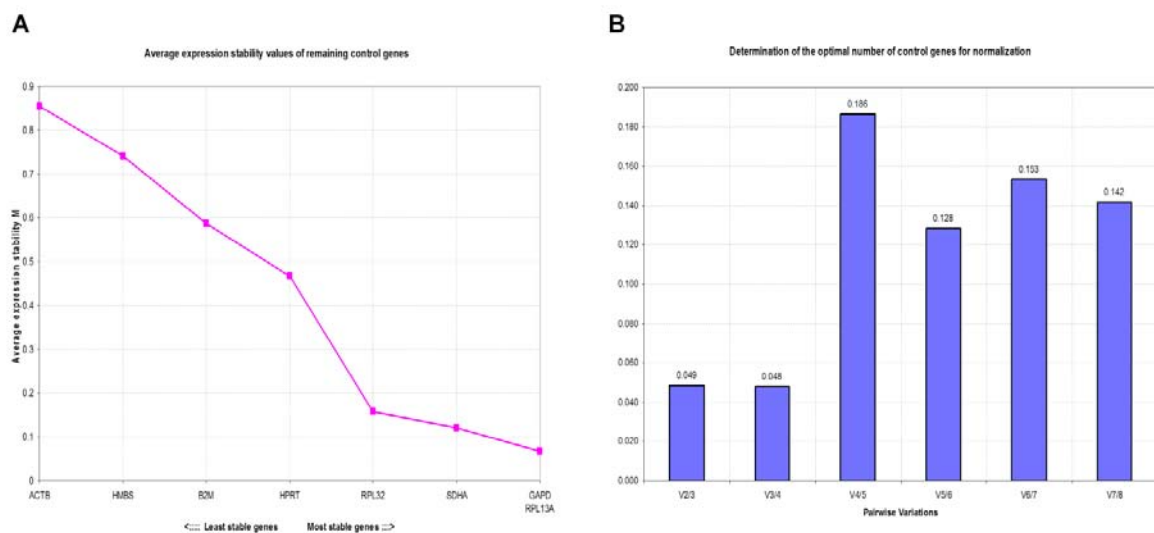 A
Average expression stability values of remaining control genes
Average expression stability M
0.9
0.8
0.7
0.6
0.5
0.4
0.3
0.2
0.1
0
ACTB HMBS B2M HPRT RPL32 SDHA GAPD
RPL13A
<::::: Least stable genes Most stable genes :::::>
B
Determination of the optimal number of control genes for normalization
0.200
0.180
0.160
0.140
0.120
0.100
0.080
0.060
0.040
0.020
0.000
0.049
0.048
0.186
0.128
0.153
0.142
V2/3 V3/4 V4/5 V5/6 V6/7 V7/8
Pairwise Variations